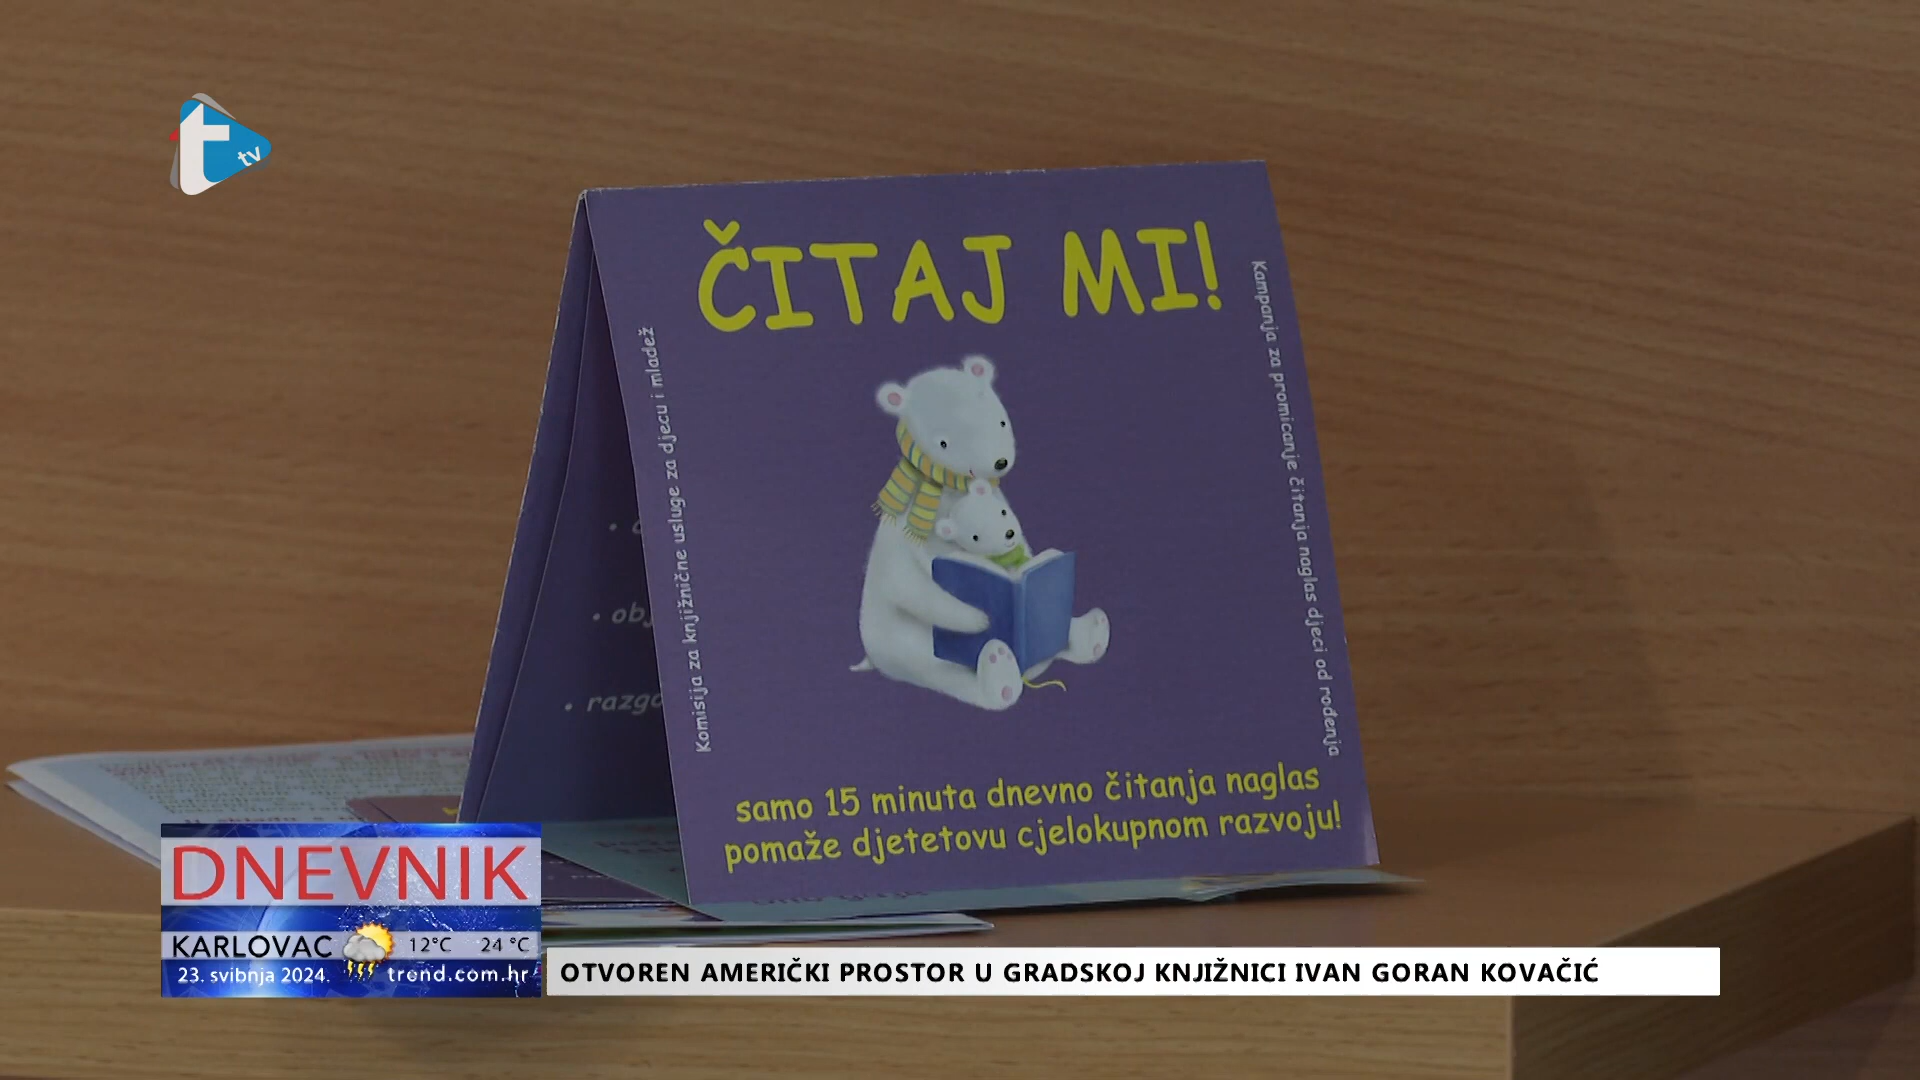 t tv
ČITAJ MI!
Komisija za knjižnične usluge za djecu i mladež
Kampanja za promicanje čitanja naglas djeci od rođenja
samo 15 minuta dnevno čitanja naglas
pomaže djetetovu cjelokupnom razvoju!
DNEVNIK
KARLOVAC 12°C 24°C
23. svibnja 2024. trend.com.hr
OTVOREN AMERIČKI PROSTOR U GRADSKOJ KNJIŽNICI IVAN GORAN KOVAČIĆ